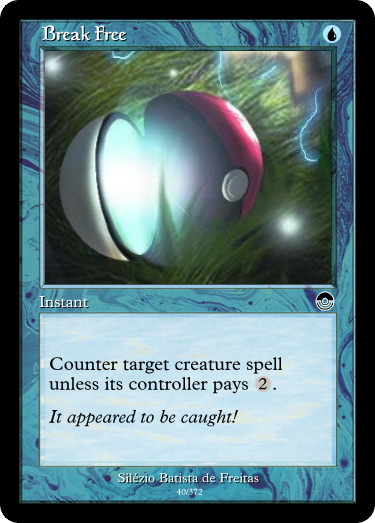 Break Free
Instant
Counter target creature spell
unless its controller pays 2.
It appeared to be caught!
Silézio Batista de Freitas
40/372